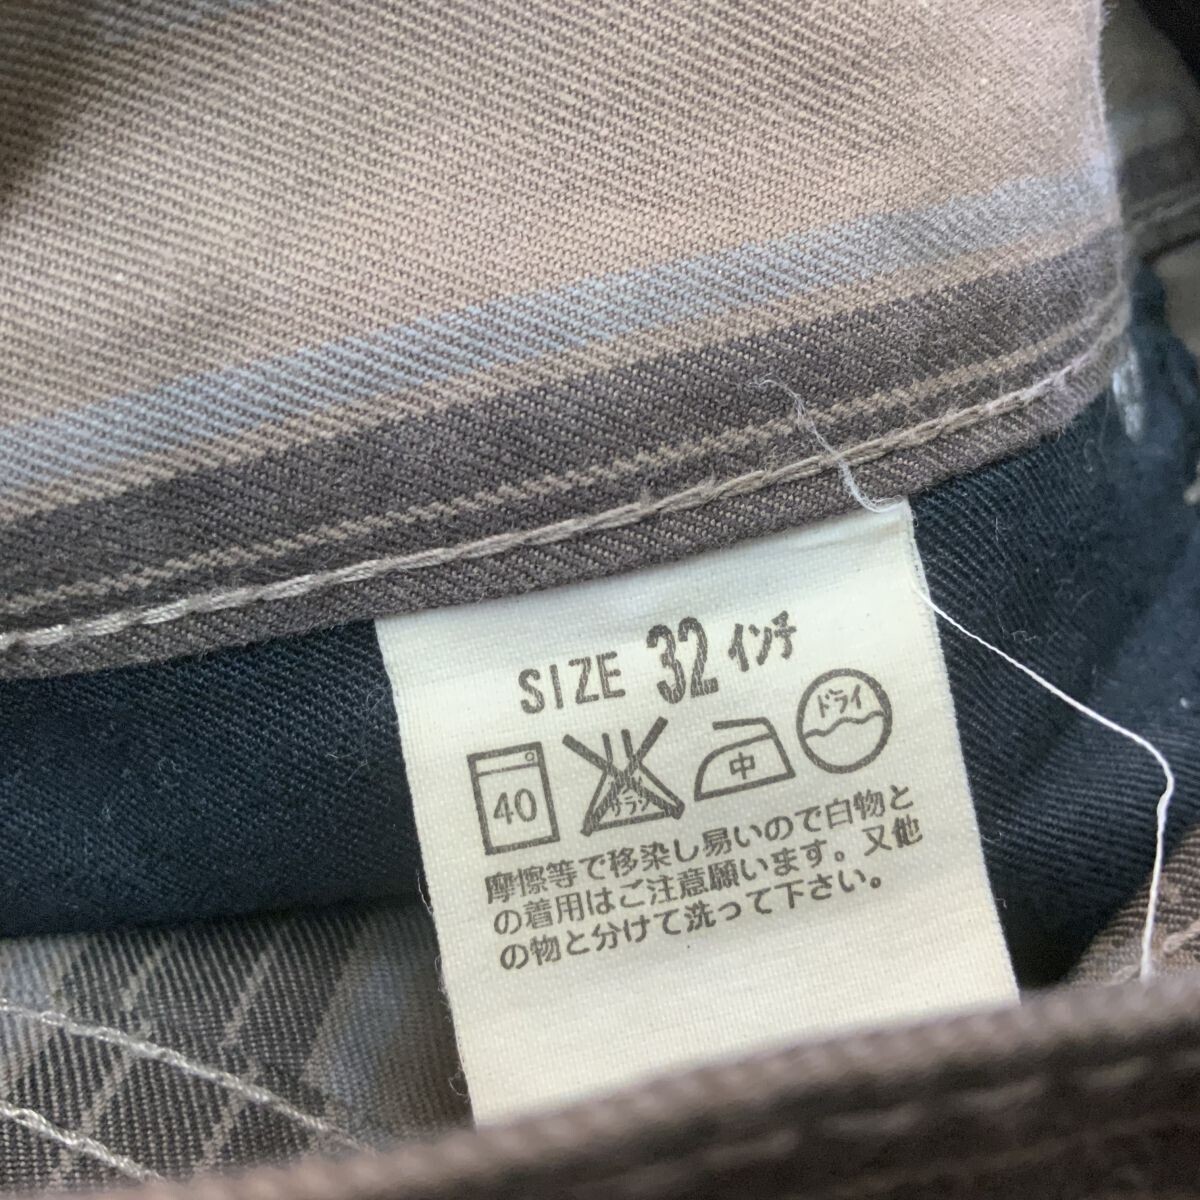 SIZE 32 インチ
40 サラシ 中 ドライ
摩擦等で移染し易いので白物と
の着用はご注意願います。又他
の物と分けて洗って下さい。